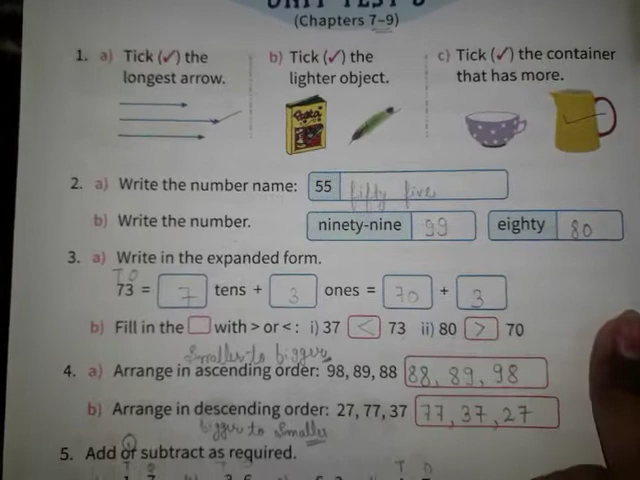 (Chapters 7–9)
1. a) Tick (✓) the longest arrow.
b) Tick (✓) the lighter object.
c) Tick (✓) the container that has more.
Pasta
2. a) Write the number name: 55 fifty five
b) Write the number. ninety-nine 99 eighty 80
3. a) Write in the expanded form.
T O
73 = 7 tens + 3 ones = 70 + 3
b) Fill in the □ with > or < : i) 37 < 73 ii) 80 > 70
Smaller to bigger
4. a) Arrange in ascending order: 98, 89, 88 88, 89, 98
b) Arrange in descending order: 27, 77, 37 77, 37, 27
bigger to Smaller
5. Add or subtract as required.